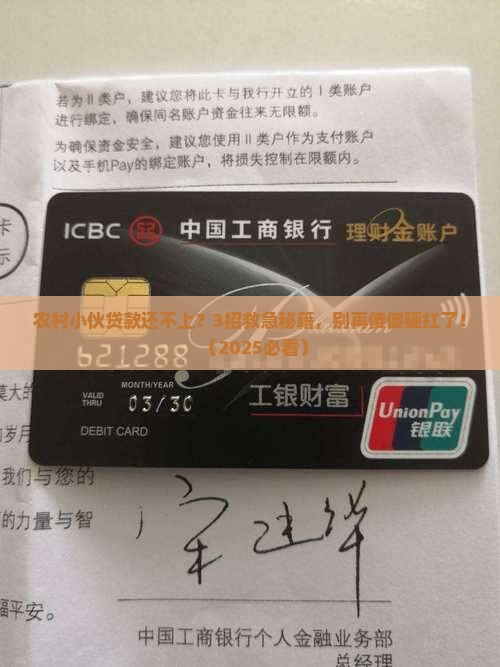 若为Ⅱ类户，建议您将此卡与我行开立的Ⅰ类账户
进行绑定，确保同名账户资金往来无限额。
为确保资金安全，建议您使用Ⅱ类户作为支付账户
以及手机Pay的绑定账户，将损失控制在限额内。
卡
示
ICBC 中国工商银行 理财金账户
农村小伙贷款还不上？3招救急秘籍，别再傻傻硬扛了！
（2025必看）
621288
VALID THRU MONTH/YEAR 03/30
工银财富
DEBIT CARD
UnionPay
银联
莫大的
岁月
我们与您的
的力量与智
福平安。
中国工商银行个人金融业务部
总经理